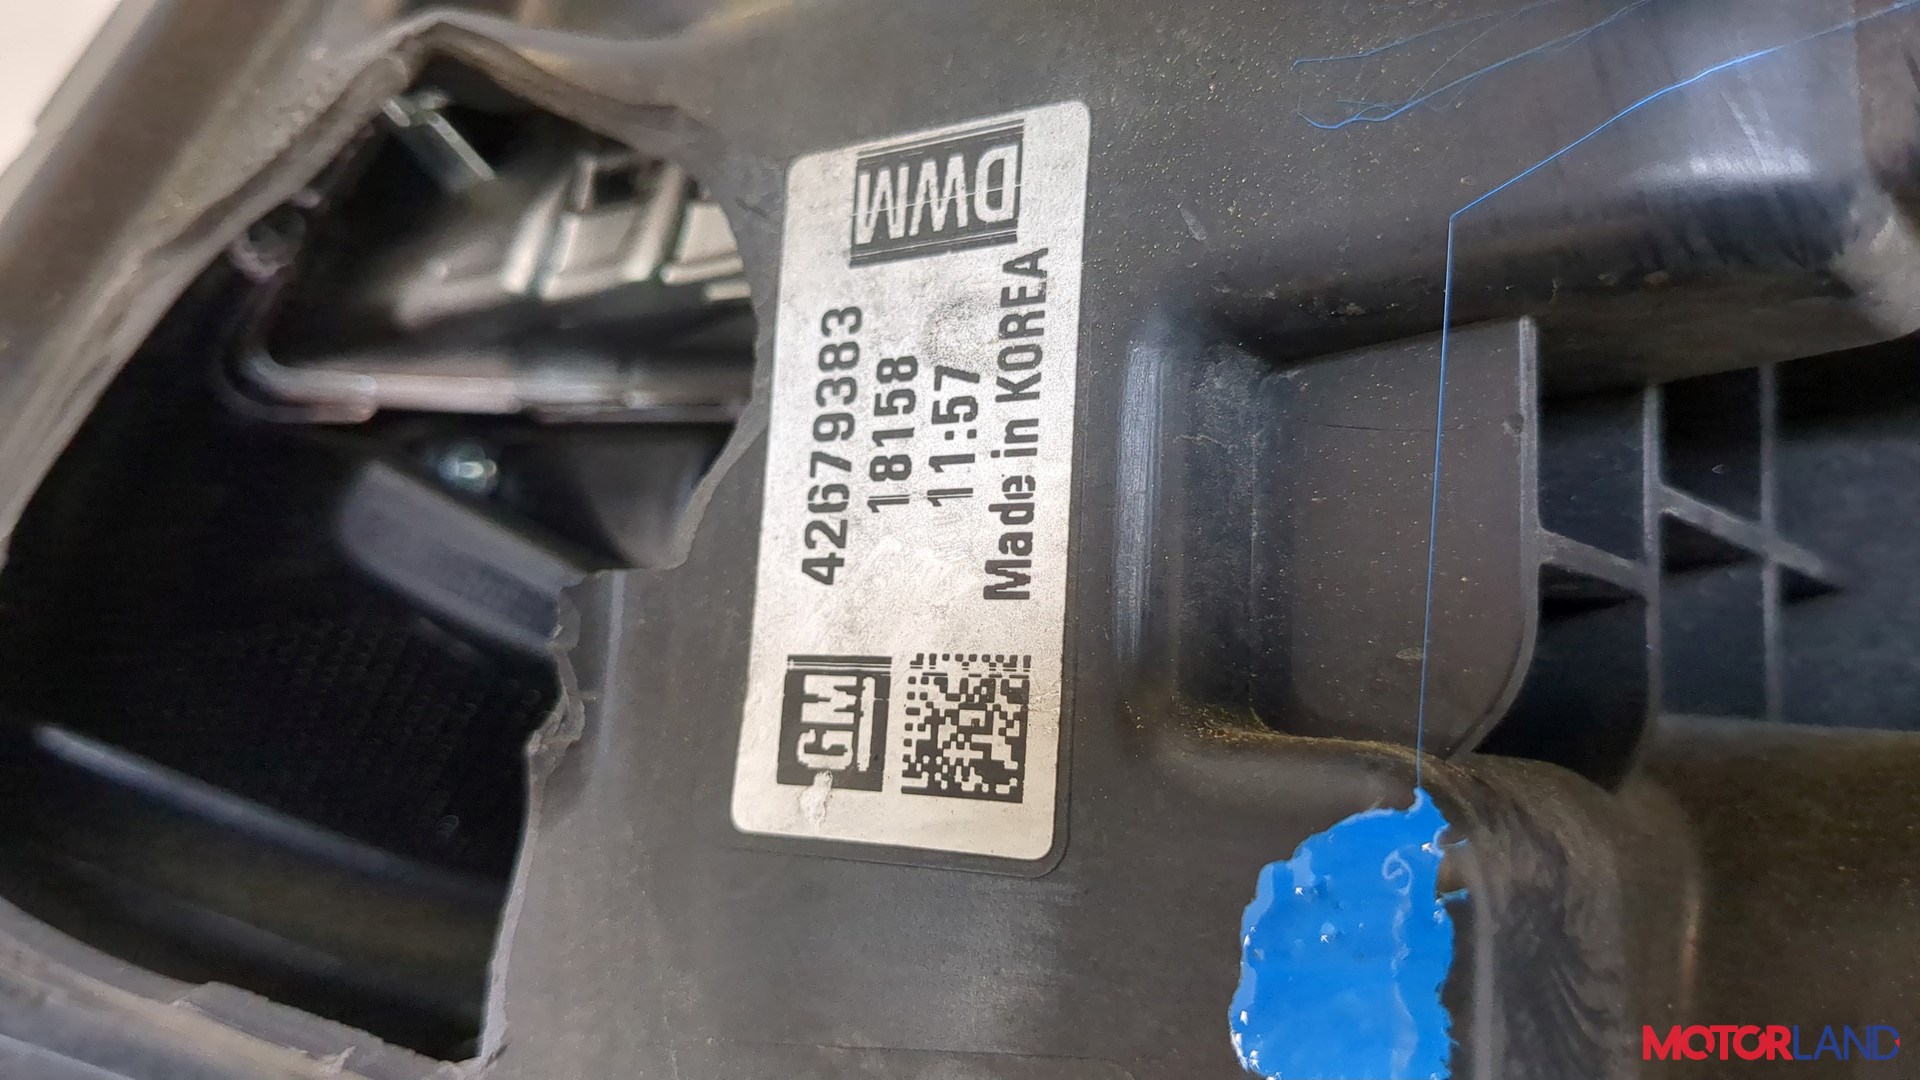 GM
42679383
18158
11:57
Made in KOREA
DWM
MOTORLAND